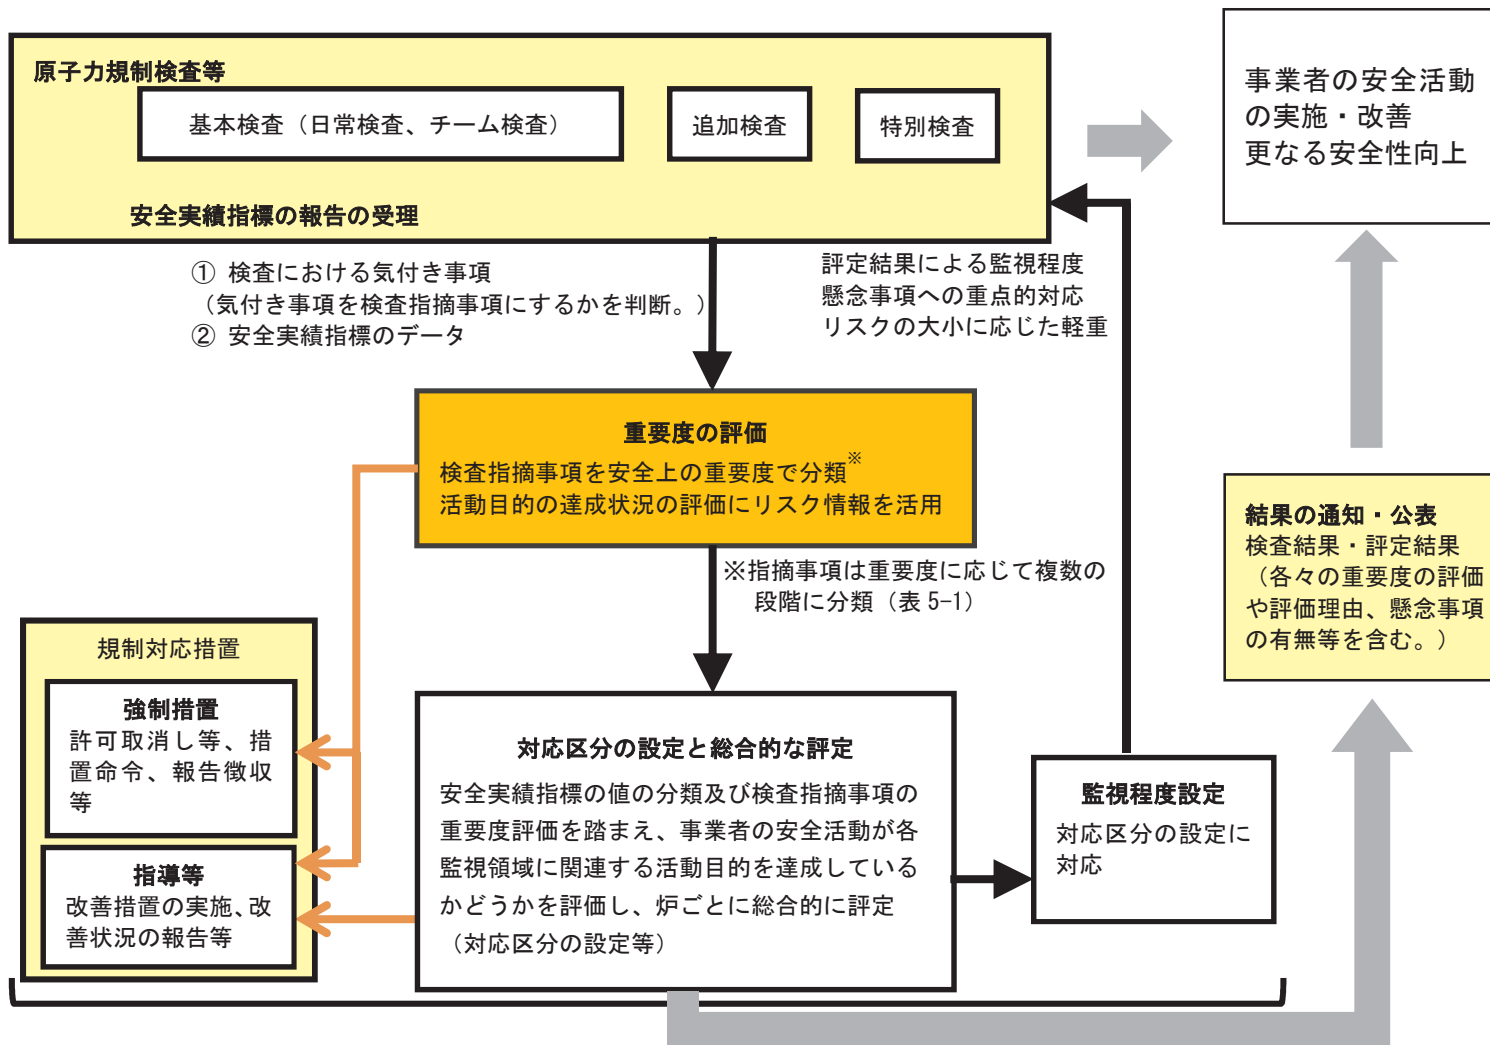 原子力規制検査等
基本検査（日常検査、チーム検査）
追加検査
特別検査
安全実績指標の報告の受理
事業者の安全活動
の実施・改善
更なる安全性向上
① 検査における気付き事項
（気付き事項を検査指摘事項にするかを判断。）
② 安全実績指標のデータ
評定結果による監視程度
懸念事項への重点的対応
リスクの大小に応じた軽重
重要度の評価
検査指摘事項を安全上の重要度で分類※
活動目的の達成状況の評価にリスク情報を活用
※指摘事項は重要度に応じて複数の
段階に分類（表 5-1）
結果の通知・公表
検査結果・評定結果
（各々の重要度の評価
や評価理由、懸念事項
の有無等を含む。）
規制対応措置
強制措置
許可取消し等、措
置命令、報告徴収
等
指導等
改善措置の実施、改
善状況の報告等
対応区分の設定と総合的な評定
安全実績指標の値の分類及び検査指摘事項の
重要度評価を踏まえ、事業者の安全活動が各
監視領域に関連する活動目的を達成している
かどうかを評価し、炉ごとに総合的に評定
（対応区分の設定等）
監視程度設定
対応区分の設定に
対応